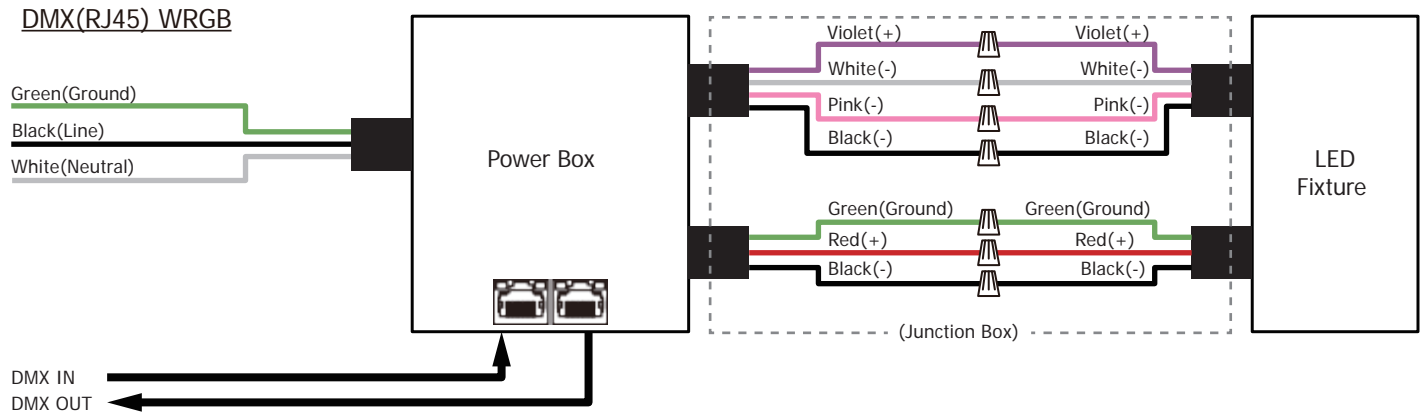 DMX(RJ45) WRGB
Green(Ground)
Black(Line)
White(Neutral)
Power Box
Violet(+) Violet(+)
White(-) White(-)
Pink(-) Pink(-)
Black(-) Black(-)
Green(Ground) Green(Ground)
Red(+) Red(+)
Black(-) Black(-)
(Junction Box)
LED
Fixture
DMX IN
DMX OUT